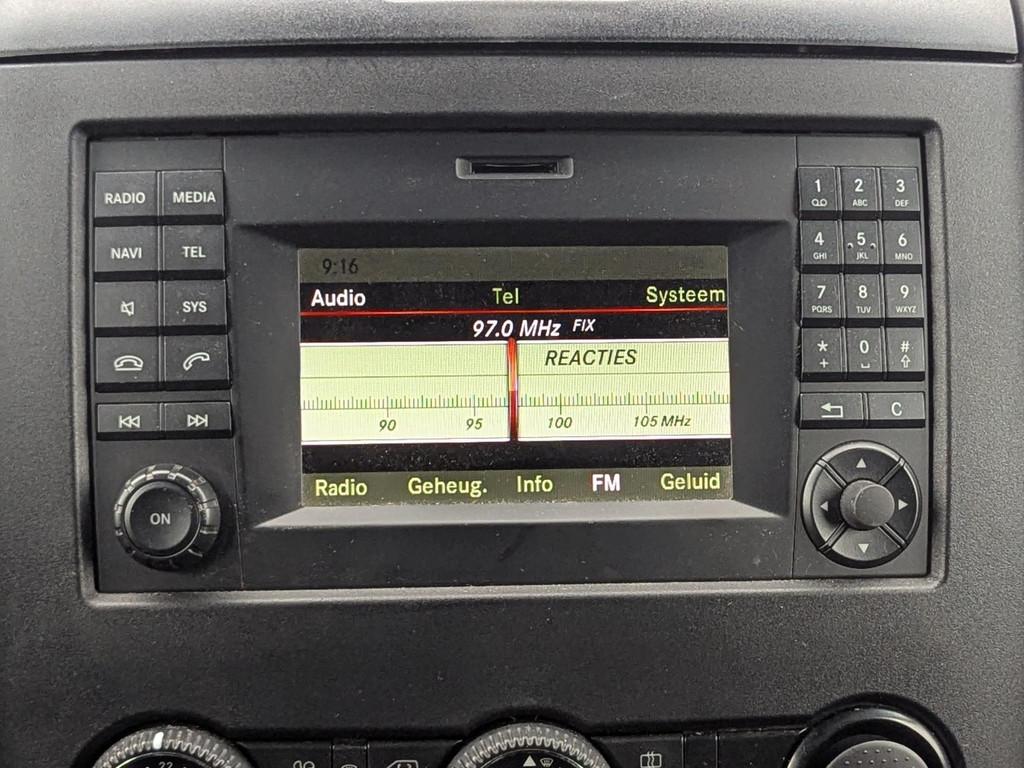 RADIO MEDIA
NAVI TEL
SYS
ON
9:16
Audio Tel Systeem
97.0 MHz FIX
REACTIES
90 95 100 105 MHz
Radio Geheug. Info FM Geluid
1 2 ABC 3 DEF
4 GHI 5 JKL 6 MNO
7 PQRS 8 TUV 9 WXYZ
* + 0 #
C
22